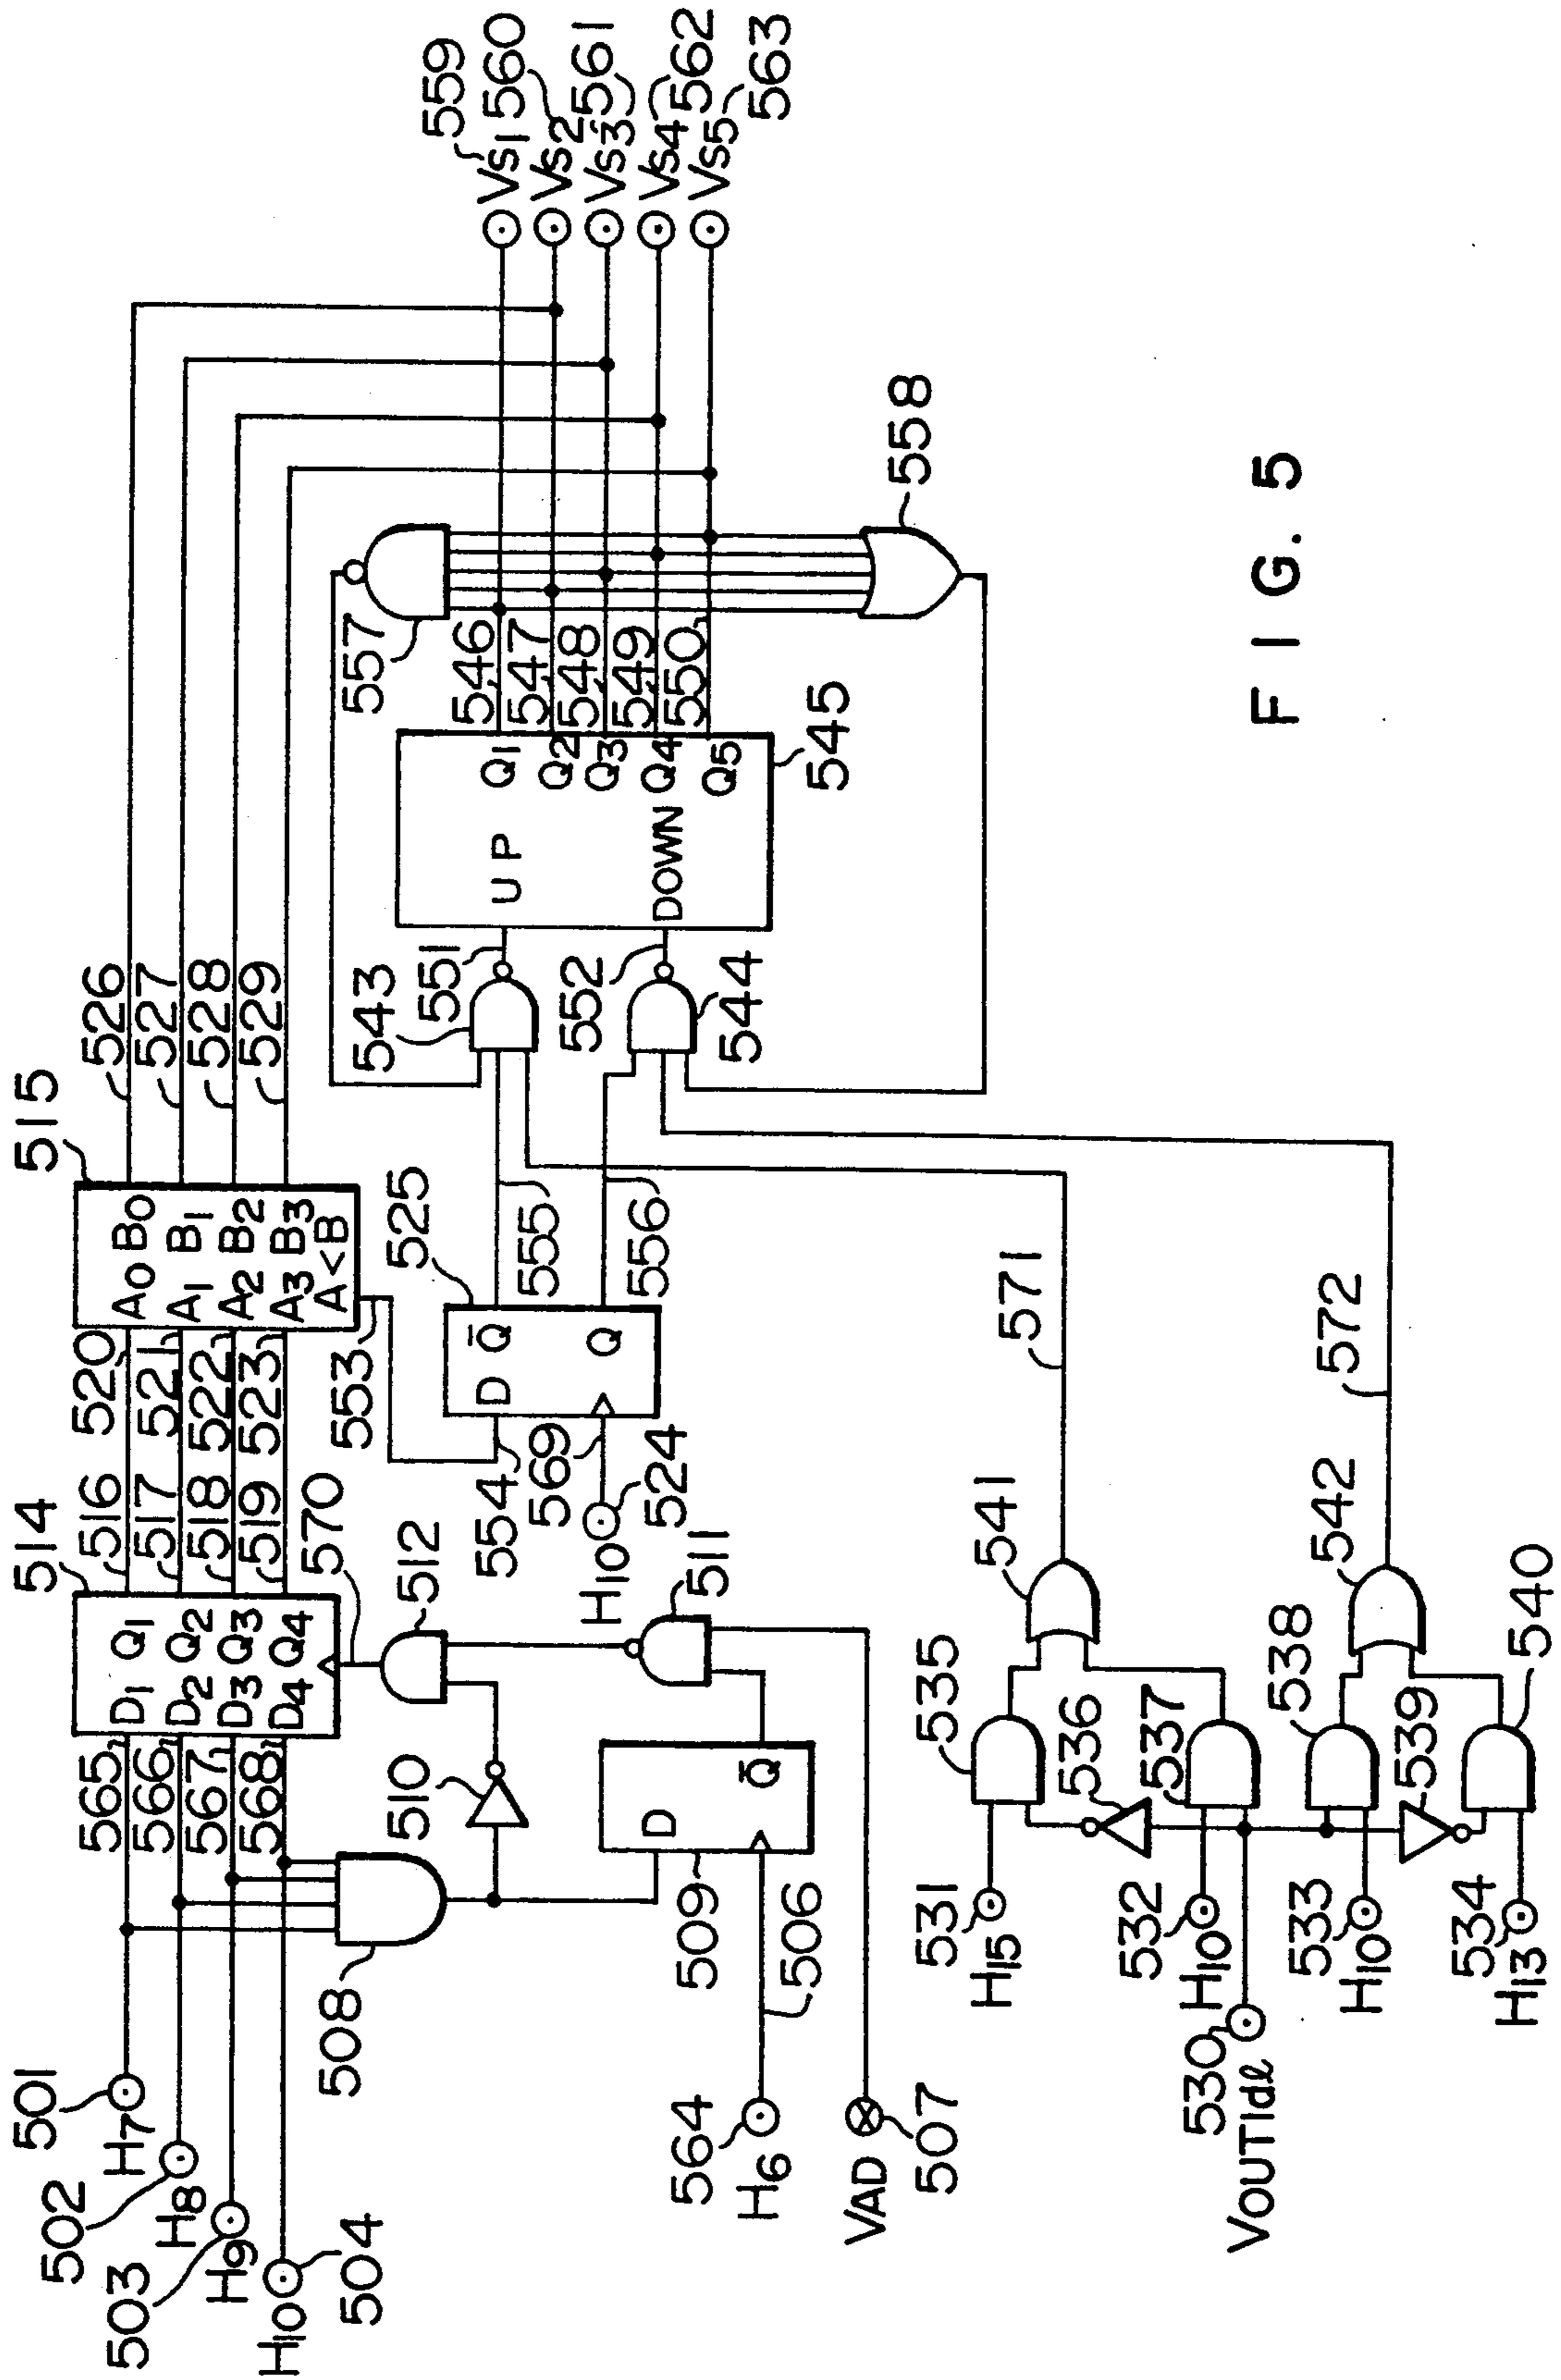 501
H7
502
H8
503
H9
H10
504
565
566
567
568
514
D1 Q1
D2 Q2
D3 Q3
D4 Q4
516
517
518
519
570
520
521
522
523
515
A0 B0
A1 B1
A2 B2
A3 B3
A<B
526
527
528
529
553
508
510
512
511
509
D
Q̄
564
H6
506
VAD
507
554
569
H10
524
525
D Q̄
Q
555
556
543
551
552
544
UP
DOWN
Q1
Q2
Q3
Q4
Q5
545
546
547
548
549
550
557
558
559
Vs1
560
Vs2
561
Vs3
562
Vs4
563
Vs5
531
H15
535
536
532
H10
537
530
VOUTIdl
533
H10
538
539
534
H13
540
541
571
542
572
FIG. 5